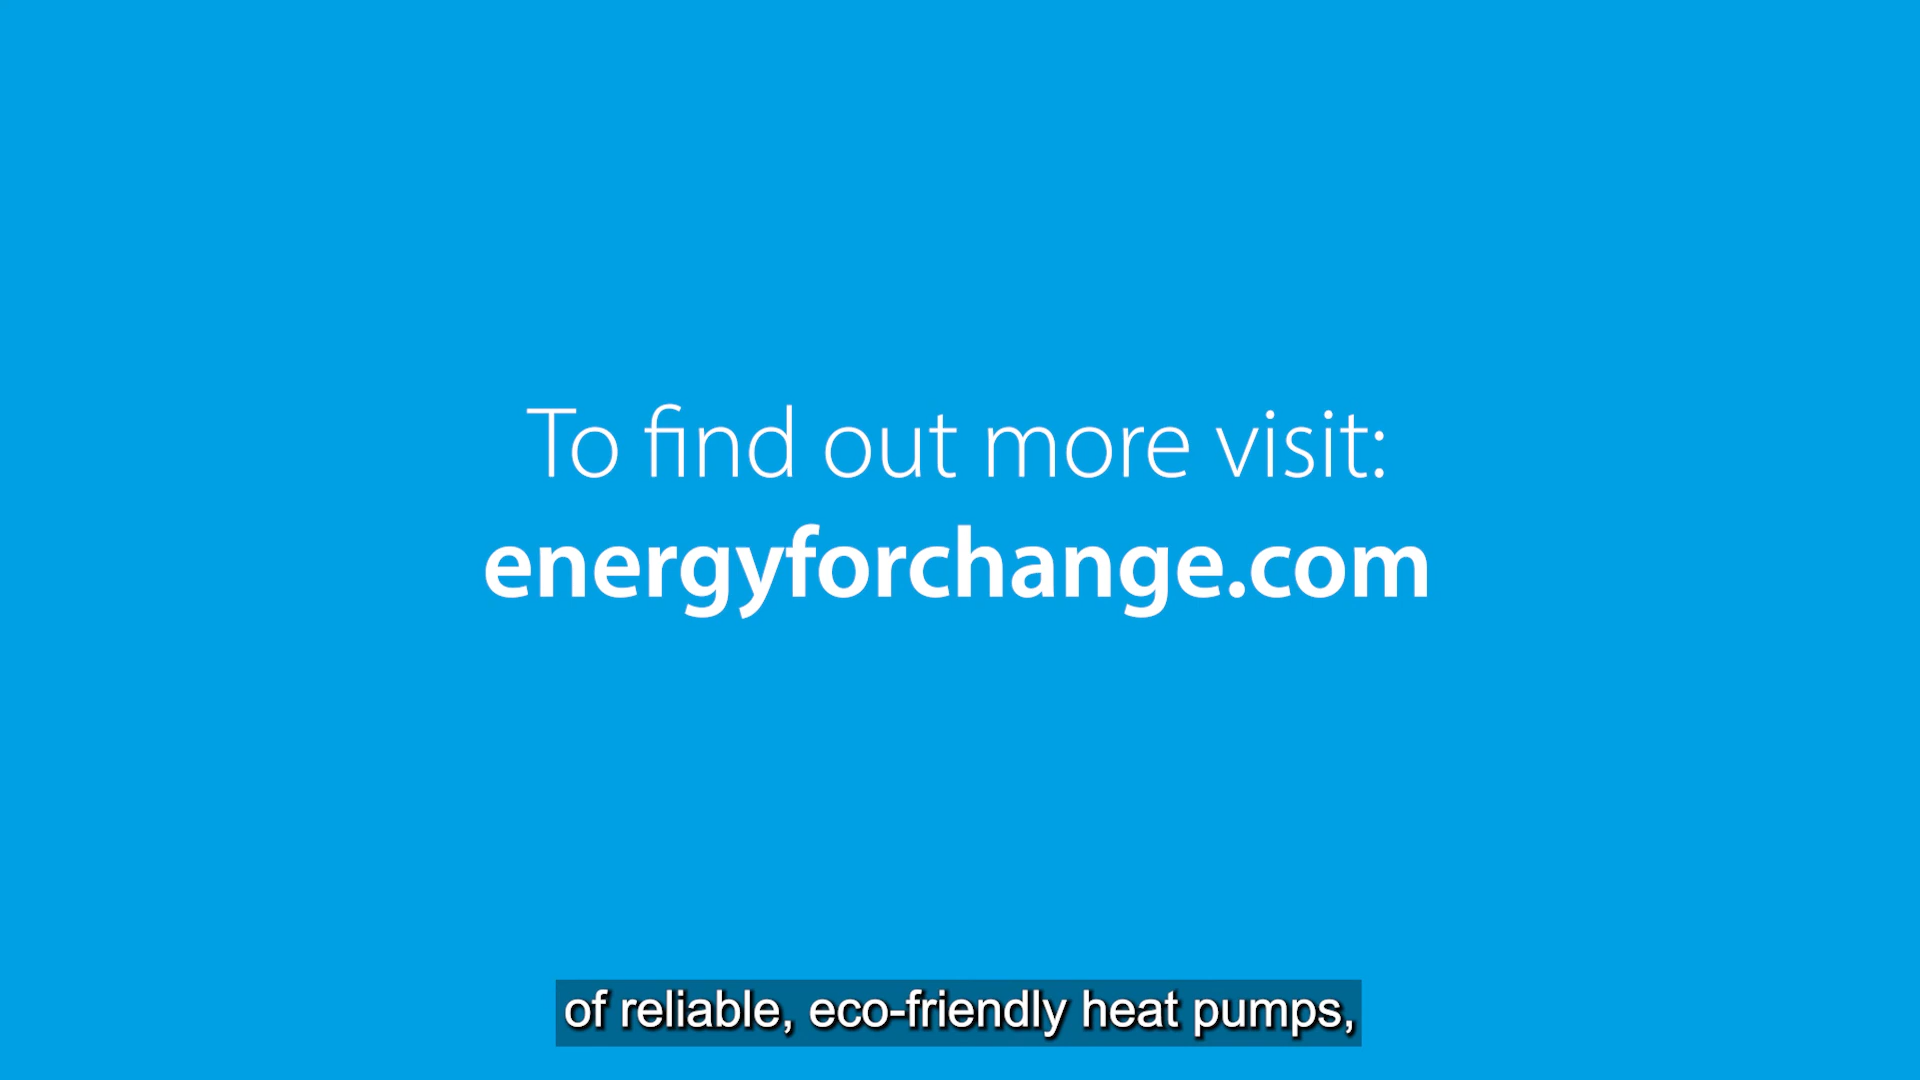 To find out more visit:
energyforchange.com
of reliable, eco-friendly heat pumps,